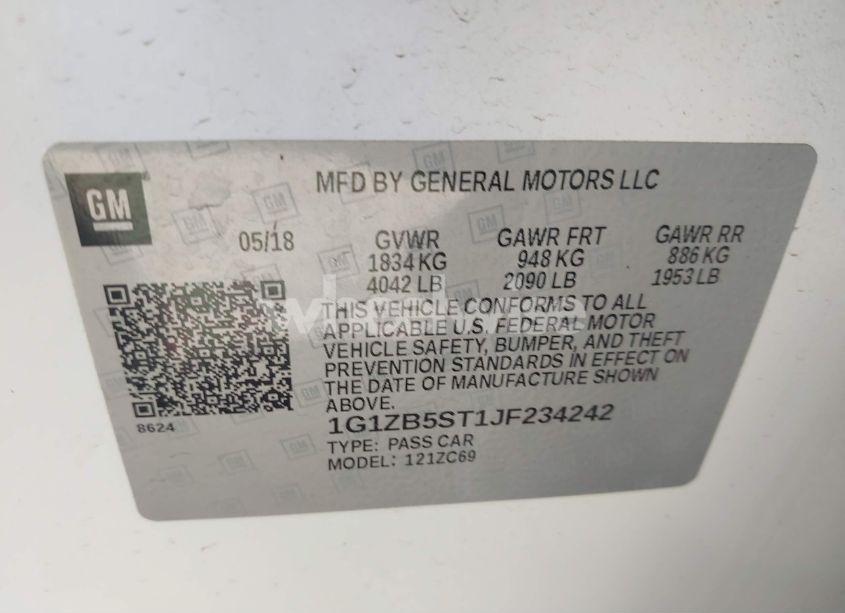 GM
MFD BY GENERAL MOTORS LLC
05/18 GVWR GAWR FRT GAWR RR
1834 KG 948 KG 886 KG
4042 LB 2090 LB 1953 LB
THIS VEHICLE CONFORMS TO ALL
APPLICABLE U.S. FEDERAL MOTOR
VEHICLE SAFETY, BUMPER, AND THEFT
PREVENTION STANDARDS IN EFFECT ON
THE DATE OF MANUFACTURE SHOWN
ABOVE.
8624
1G1ZB5ST1JF234242
TYPE: PASS CAR
MODEL: 121ZC69